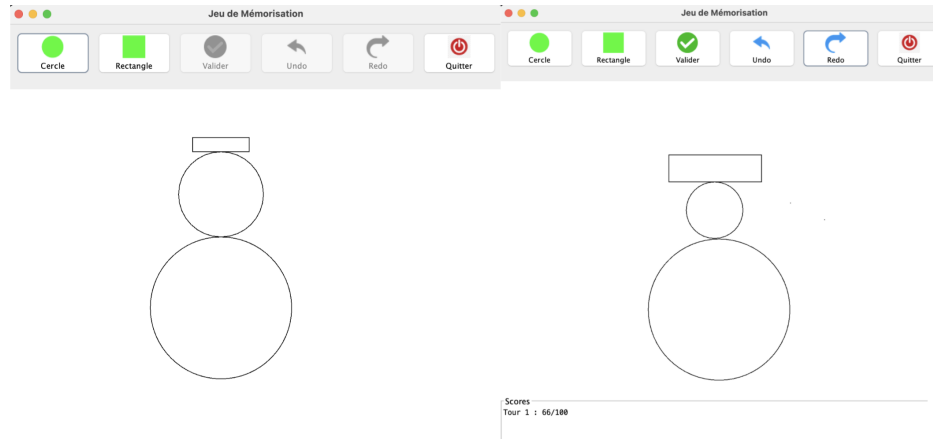 Jeu de Mémorisation
Cercle
Rectangle
Valider
Undo
Redo
Quitter
Jeu de Mémorisation
Cercle
Rectangle
Valider
Undo
Redo
Quitter
Scores
Tour 1 : 66/100